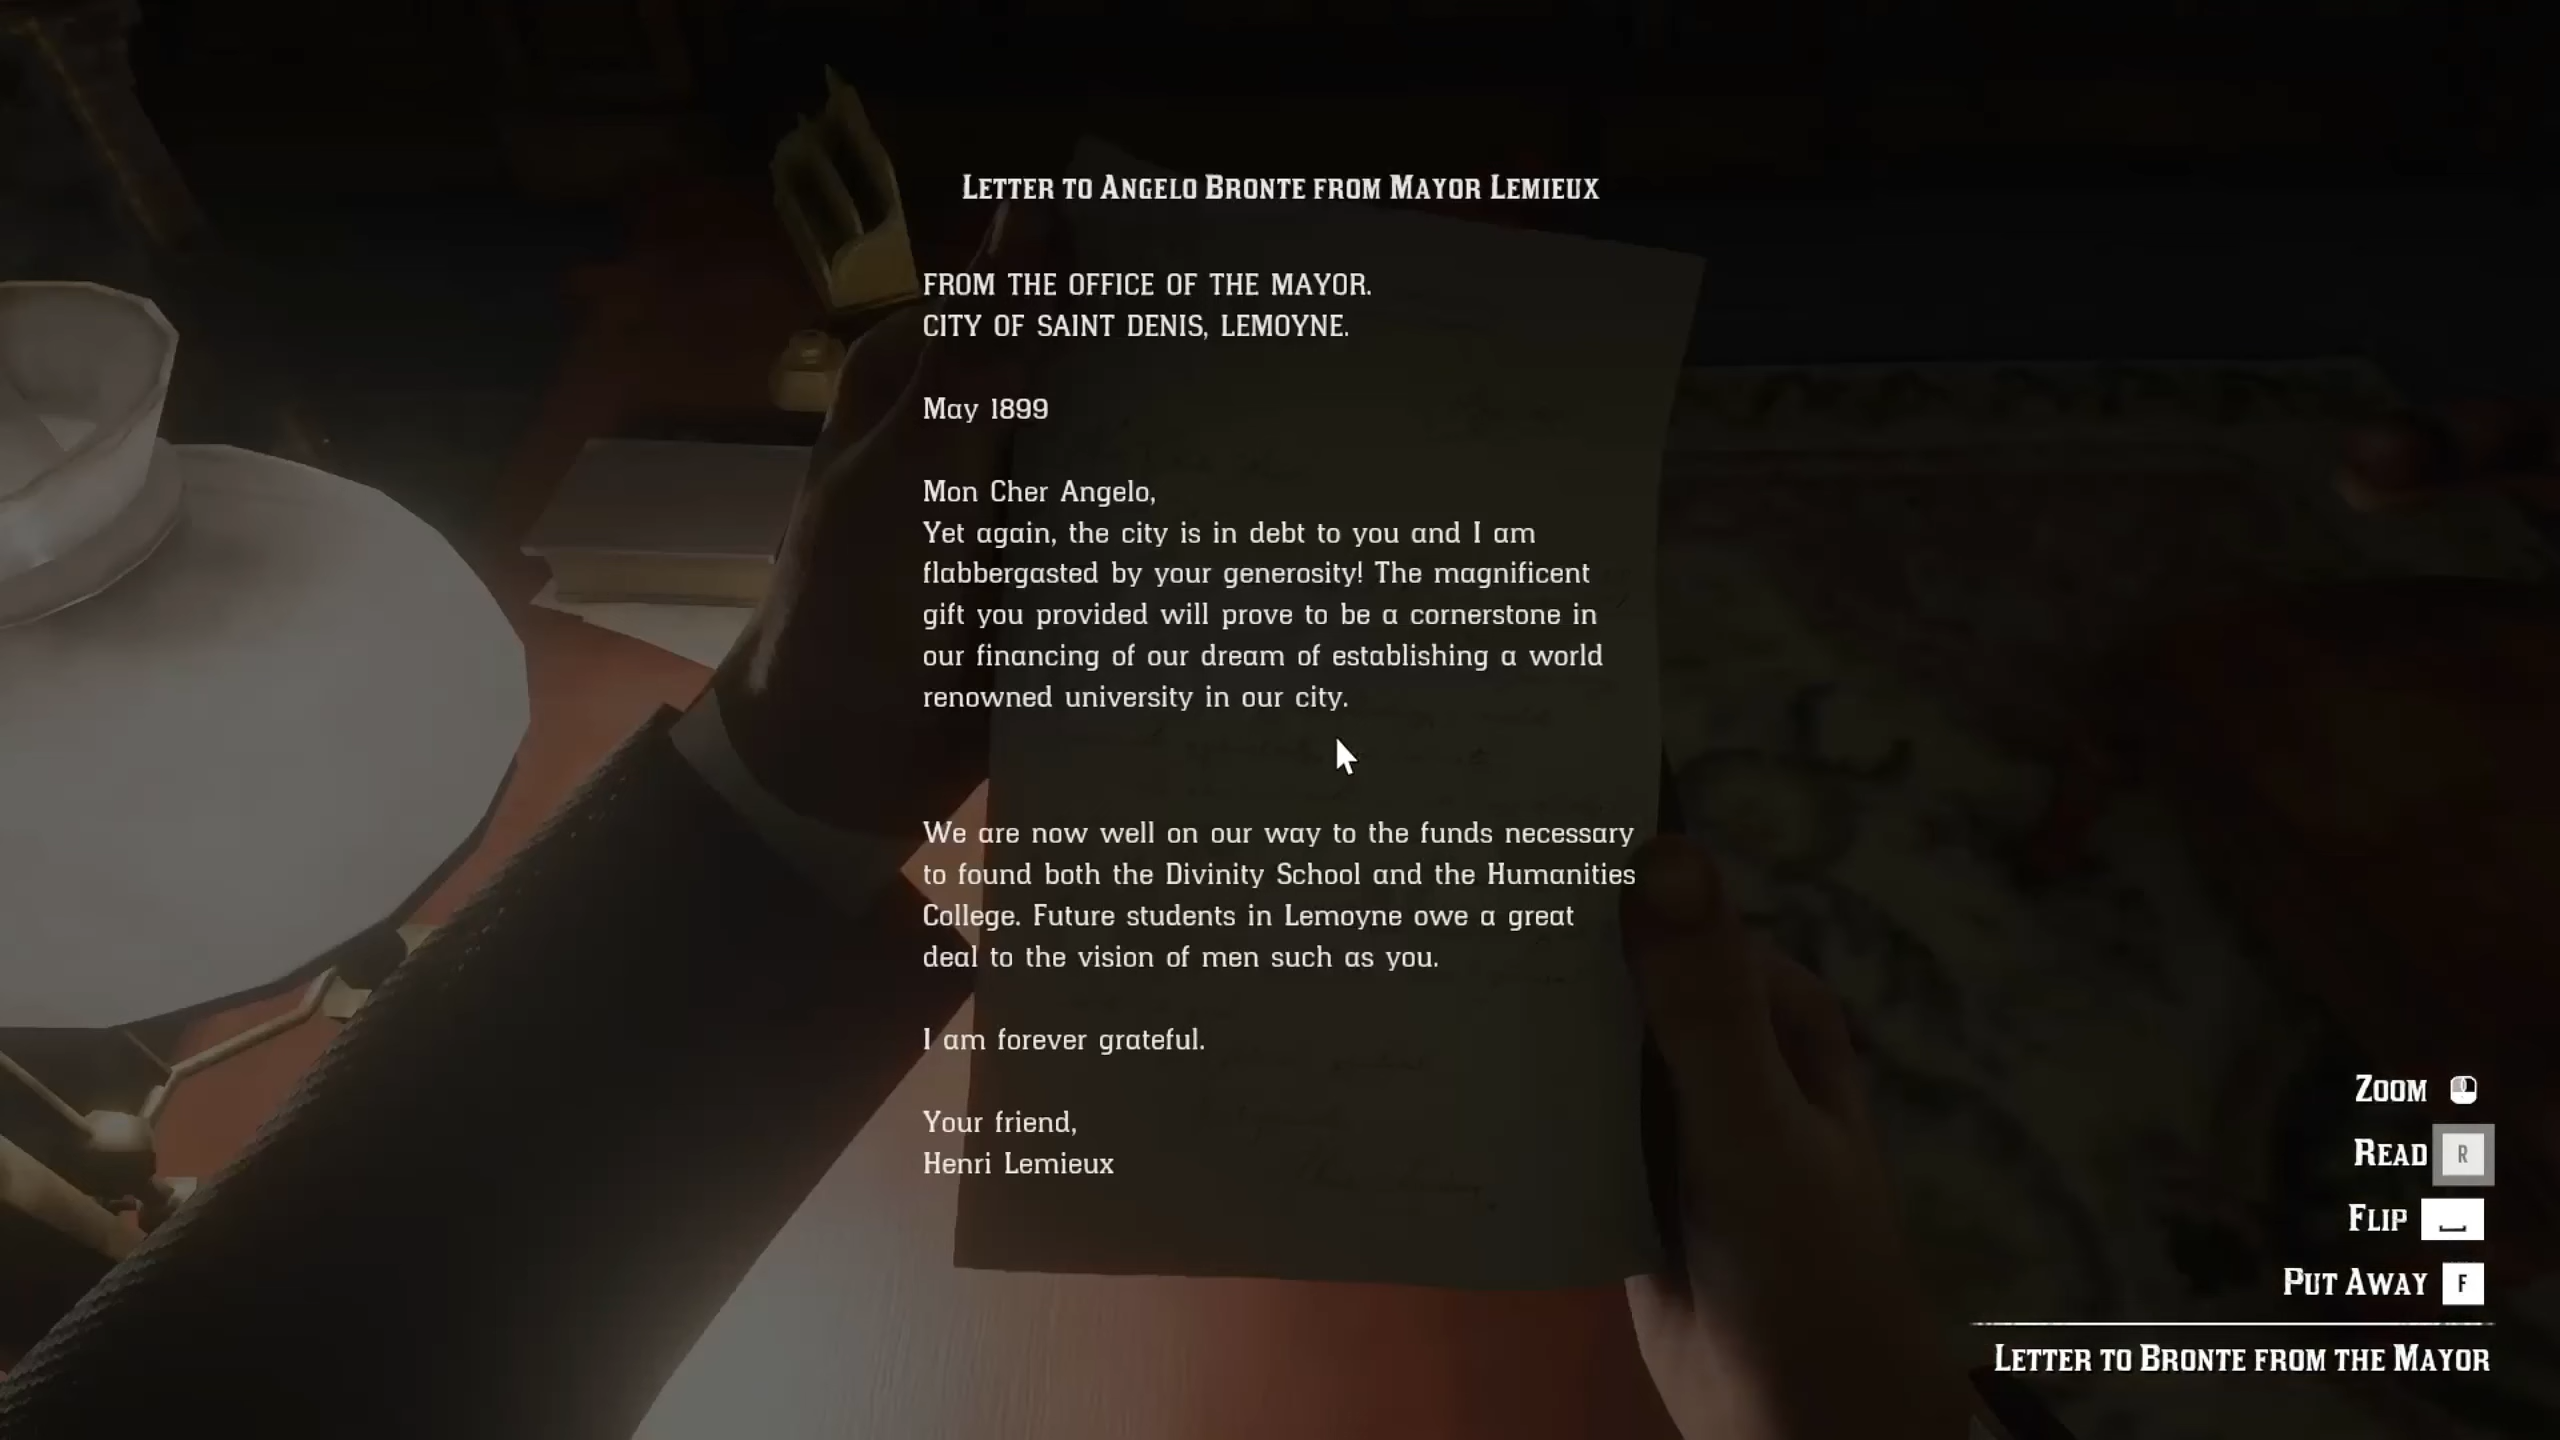 LETTER TO ANGELO BRONTE FROM MAYOR LEMIEUX
FROM THE OFFICE OF THE MAYOR.
CITY OF SAINT DENIS, LEMOYNE.
May 1899
Mon Cher Angelo,
Yet again, the city is in debt to you and I am
flabbergasted by your generosity! The magnificent
gift you provided will prove to be a cornerstone in
our financing of our dream of establishing a world
renowned university in our city.
We are now well on our way to the funds necessary
to found both the Divinity School and the Humanities
College. Future students in Lemoyne owe a great
deal to the vision of men such as you.
I am forever grateful.
Your friend,
Henri Lemieux
ZOOM
READ R
FLIP
PUT AWAY F
LETTER TO BRONTE FROM THE MAYOR